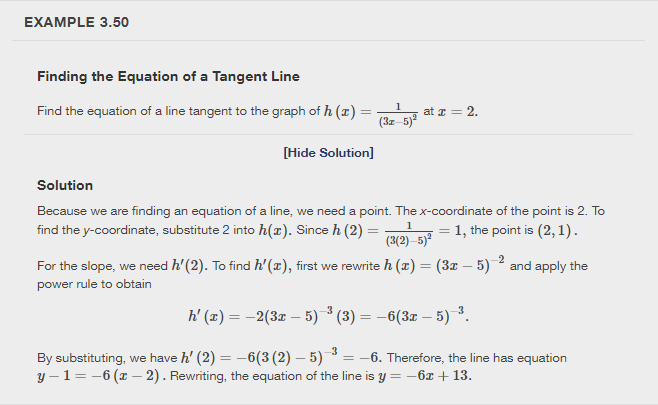 EXAMPLE 3.50
Finding the Equation of a Tangent Line
Find the equation of a line tangent to the graph of h (x) = 1/(3x−5)² at x = 2.
[Hide Solution]
Solution
Because we are finding an equation of a line, we need a point. The x-coordinate of the point is 2. To
find the y-coordinate, substitute 2 into h(x). Since h (2) = 1/(3(2)−5)² = 1, the point is (2, 1).
For the slope, we need h′(2). To find h′(x), first we rewrite h (x) = (3x − 5)⁻² and apply the
power rule to obtain
h′ (x) = −2(3x − 5)⁻³ (3) = −6(3x − 5)⁻³.
By substituting, we have h′ (2) = −6(3 (2) − 5)⁻³ = −6. Therefore, the line has equation
y − 1 = −6 (x − 2). Rewriting, the equation of the line is y = −6x + 13.